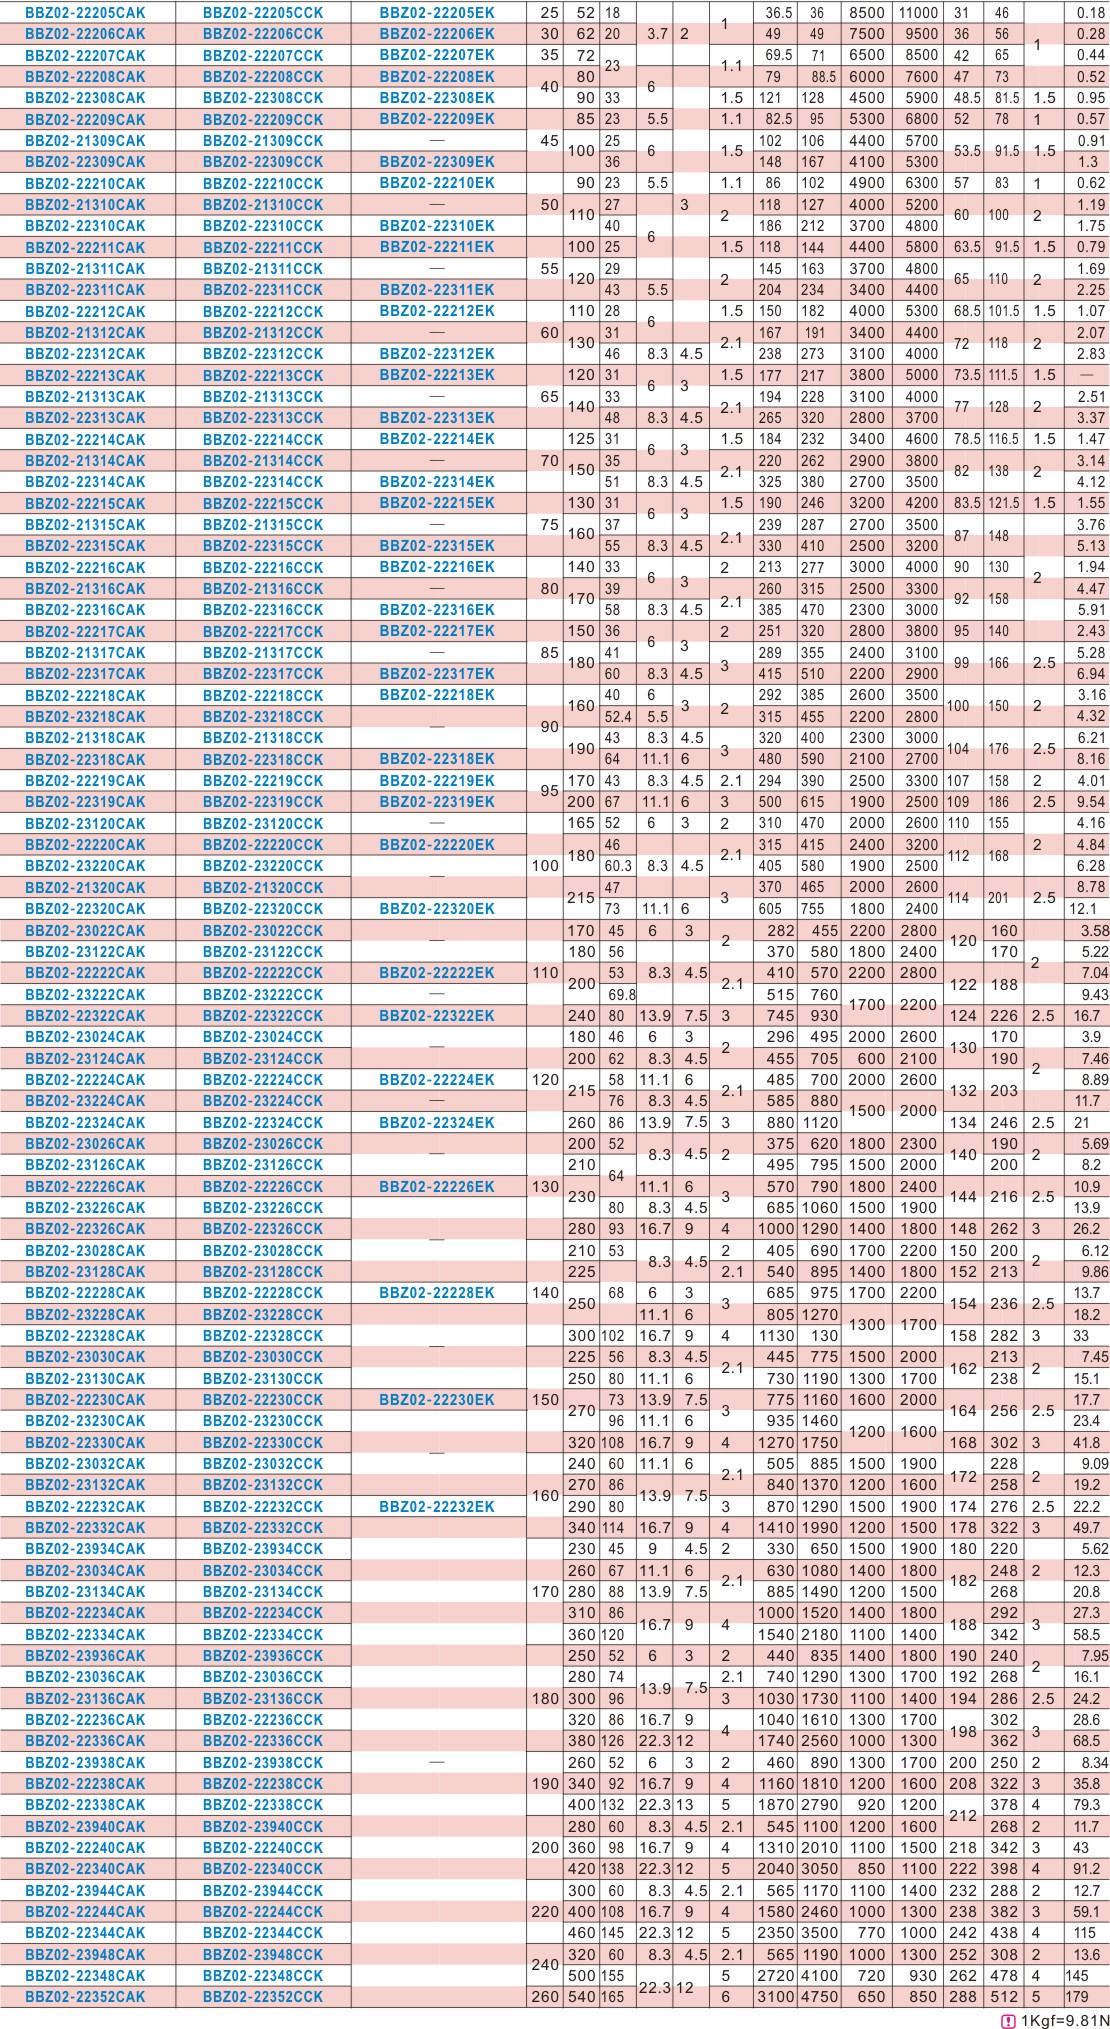 BBZ02-22205CAK BBZ02-22205CCK BBZ02-22205EK 25 52 18 1 36.5 36 8500 11000 31 46 0.18
BBZ02-22206CAK BBZ02-22206CCK BBZ02-22206EK 30 62 20 3.7 2 49 49 7500 9500 36 56 1 0.28
BBZ02-22207CAK BBZ02-22207CCK BBZ02-22207EK 35 72 23 1.1 69.5 71 6500 8500 42 65 0.44
BBZ02-22208CAK BBZ02-22208CCK BBZ02-22208EK 40 80 6 79 88.5 6000 7600 47 73 0.52
BBZ02-22308CAK BBZ02-22308CCK BBZ02-22308EK 90 33 1.5 121 128 4500 5900 48.5 81.5 1.5 0.95
BBZ02-22209CAK BBZ02-22209CCK BBZ02-22209EK 85 23 5.5 1.1 82.5 95 5300 6800 52 78 1 0.57
BBZ02-21309CAK BBZ02-21309CCK — 45 100 25 6 1.5 102 106 4400 5700 53.5 91.5 1.5 0.91
BBZ02-22309CAK BBZ02-22309CCK BBZ02-22309EK 36 148 167 4100 5300 1.3
BBZ02-22210CAK BBZ02-22210CCK BBZ02-22210EK 90 23 5.5 1.1 86 102 4900 6300 57 83 1 0.62
BBZ02-21310CAK BBZ02-21310CCK — 50 110 27 3 2 118 127 4000 5200 60 100 2 1.19
BBZ02-22310CAK BBZ02-22310CCK BBZ02-22310EK 40 6 186 212 3700 4800 1.75
BBZ02-22211CAK BBZ02-22211CCK BBZ02-22211EK 100 25 1.5 118 144 4400 5800 63.5 91.5 1.5 0.79
BBZ02-21311CAK BBZ02-21311CCK — 55 120 29 2 145 163 3700 4800 65 110 2 1.69
BBZ02-22311CAK BBZ02-22311CCK BBZ02-22311EK 43 5.5 204 234 3400 4400 2.25
BBZ02-22212CAK BBZ02-22212CCK BBZ02-22212EK 110 28 6 1.5 150 182 4000 5300 68.5 101.5 1.5 1.07
BBZ02-21312CAK BBZ02-21312CCK — 60 130 31 2.1 167 191 3400 4400 72 118 2 2.07
BBZ02-22312CAK BBZ02-22312CCK BBZ02-22312EK 46 8.3 4.5 238 273 3100 4000 2.83
BBZ02-22213CAK BBZ02-22213CCK BBZ02-22213EK 120 31 6 3 1.5 177 217 3800 5000 73.5 111.5 1.5 —
BBZ02-21313CAK BBZ02-21313CCK — 65 140 33 2.1 194 228 3100 4000 77 128 2 2.51
BBZ02-22313CAK BBZ02-22313CCK BBZ02-22313EK 48 8.3 4.5 265 320 2800 3700 3.37
BBZ02-22214CAK BBZ02-22214CCK BBZ02-22214EK 125 31 6 3 1.5 184 232 3400 4600 78.5 116.5 1.5 1.47
BBZ02-21314CAK BBZ02-21314CCK — 70 150 35 2.1 220 262 2900 3800 82 138 2 3.14
BBZ02-22314CAK BBZ02-22314CCK BBZ02-22314EK 51 8.3 4.5 325 380 2700 3500 4.12
BBZ02-22215CAK BBZ02-22215CCK BBZ02-22215EK 130 31 6 3 1.5 190 246 3200 4200 83.5 121.5 1.5 1.55
BBZ02-21315CAK BBZ02-21315CCK — 75 160 37 2.1 239 287 2700 3500 87 148 3.76
BBZ02-22315CAK BBZ02-22315CCK BBZ02-22315EK 55 8.3 4.5 330 410 2500 3200 5.13
BBZ02-22216CAK BBZ02-22216CCK BBZ02-22216EK 140 33 6 3 2 213 277 3000 4000 90 130 2 1.94
BBZ02-21316CAK BBZ02-21316CCK — 80 170 39 2.1 260 315 2500 3300 92 158 4.47
BBZ02-22316CAK BBZ02-22316CCK BBZ02-22316EK 58 8.3 4.5 385 470 2300 3000 5.91
BBZ02-22217CAK BBZ02-22217CCK BBZ02-22217EK 150 36 6 3 2 251 320 2800 3800 95 140 2.43
BBZ02-21317CAK BBZ02-21317CCK — 85 180 41 3 289 355 2400 3100 99 166 2.5 5.28
BBZ02-22317CAK BBZ02-22317CCK BBZ02-22317EK 60 8.3 4.5 415 510 2200 2900 6.94
BBZ02-22218CAK BBZ02-22218CCK BBZ02-22218EK 160 40 6 3 2 292 385 2600 3500 100 150 2 3.16
BBZ02-23218CAK BBZ02-23218CCK — 90 52.4 5.5 315 455 2200 2800 4.32
BBZ02-21318CAK BBZ02-21318CCK 190 43 8.3 4.5 3 320 400 2300 3000 104 176 2.5 6.21
BBZ02-22318CAK BBZ02-22318CCK BBZ02-22318EK 64 11.1 6 480 590 2100 2700 8.16
BBZ02-22219CAK BBZ02-22219CCK BBZ02-22219EK 95 170 43 8.3 4.5 2.1 294 390 2500 3300 107 158 2 4.01
BBZ02-22319CAK BBZ02-22319CCK BBZ02-22319EK 200 67 11.1 6 3 500 615 1900 2500 109 186 2.5 9.54
BBZ02-23120CAK BBZ02-23120CCK — 165 52 6 3 2 310 470 2000 2600 110 155 4.16
BBZ02-22220CAK BBZ02-22220CCK BBZ02-22220EK 180 46 2.1 315 415 2400 3200 112 168 2 4.84
BBZ02-23220CAK BBZ02-23220CCK — 100 60.3 8.3 4.5 405 580 1900 2500 6.28
BBZ02-21320CAK BBZ02-21320CCK 215 47 3 370 465 2000 2600 114 201 2.5 8.78
BBZ02-22320CAK BBZ02-22320CCK BBZ02-22320EK 73 11.1 6 605 755 1800 2400 12.1
BBZ02-23022CAK BBZ02-23022CCK — 170 45 6 3 2 282 455 2200 2800 120 160 3.58
BBZ02-23122CAK BBZ02-23122CCK 180 56 370 580 1800 2400 170 2 5.22
BBZ02-22222CAK BBZ02-22222CCK BBZ02-22222EK 110 200 53 8.3 4.5 2.1 410 570 2200 2800 122 188 7.04
BBZ02-23222CAK BBZ02-23222CCK — 69.8 515 760 1700 2200 9.43
BBZ02-22322CAK BBZ02-22322CCK BBZ02-22322EK 240 80 13.9 7.5 3 745 930 124 226 2.5 16.7
BBZ02-23024CAK BBZ02-23024CCK — 180 46 6 3 2 296 495 2000 2600 130 170 3.9
BBZ02-23124CAK BBZ02-23124CCK 200 62 8.3 4.5 455 705 600 2100 190 2 7.46
BBZ02-22224CAK BBZ02-22224CCK BBZ02-22224EK 120 215 58 11.1 6 2.1 485 700 2000 2600 132 203 8.89
BBZ02-23224CAK BBZ02-23224CCK — 76 8.3 4.5 585 880 1500 2000 11.7
BBZ02-22324CAK BBZ02-22324CCK BBZ02-22324EK 260 86 13.9 7.5 3 880 1120 134 246 2.5 21
BBZ02-23026CAK BBZ02-23026CCK — 200 52 8.3 4.5 2 375 620 1800 2300 140 190 2 5.69
BBZ02-23126CAK BBZ02-23126CCK 210 64 495 795 1500 2000 200 8.2
BBZ02-22226CAK BBZ02-22226CCK BBZ02-22226EK 130 230 11.1 6 3 570 790 1800 2400 144 216 2.5 10.9
BBZ02-23226CAK BBZ02-23226CCK 80 8.3 4.5 685 1060 1500 1900 13.9
BBZ02-22326CAK BBZ02-22326CCK — 280 93 16.7 9 4 1000 1290 1400 1800 148 262 3 26.2
BBZ02-23028CAK BBZ02-23028CCK 210 53 8.3 4.5 2 405 690 1700 2200 150 200 2 6.12
BBZ02-23128CAK BBZ02-23128CCK 225 2.1 540 895 1400 1800 152 213 9.86
BBZ02-22228CAK BBZ02-22228CCK BBZ02-22228EK 140 250 68 6 3 3 685 975 1700 2200 154 236 2.5 13.7
BBZ02-23228CAK BBZ02-23228CCK 11.1 6 805 1270 1300 1700 18.2
BBZ02-22328CAK BBZ02-22328CCK — 300 102 16.7 9 4 1130 130 158 282 3 33
BBZ02-23030CAK BBZ02-23030CCK 225 56 8.3 4.5 2.1 445 775 1500 2000 162 213 2 7.45
BBZ02-23130CAK BBZ02-23130CCK 250 80 11.1 6 730 1190 1300 1700 238 15.1
BBZ02-22230CAK BBZ02-22230CCK BBZ02-22230EK 150 270 73 13.9 7.5 3 775 1160 1600 2000 164 256 2.5 17.7
BBZ02-23230CAK BBZ02-23230CCK 96 11.1 6 935 1460 1200 1600 23.4
BBZ02-22330CAK BBZ02-22330CCK — 320 108 16.7 9 4 1270 1750 168 302 3 41.8
BBZ02-23032CAK BBZ02-23032CCK 240 60 11.1 6 2.1 505 885 1500 1900 172 228 2 9.09
BBZ02-23132CAK BBZ02-23132CCK 160 270 86 13.9 7.5 840 1370 1200 1600 258 19.2
BBZ02-22232CAK BBZ02-22232CCK BBZ02-22232EK 290 80 3 870 1290 1500 1900 174 276 2.5 22.2
BBZ02-22332CAK BBZ02-22332CCK 340 114 16.7 9 4 1410 1990 1200 1500 178 322 3 49.7
BBZ02-23934CAK BBZ02-23934CCK 230 45 9 4.5 2 330 650 1500 1900 180 220 5.62
BBZ02-23034CAK BBZ02-23034CCK 260 67 11.1 6 2.1 630 1080 1400 1800 182 248 2 12.3
BBZ02-23134CAK BBZ02-23134CCK 170 280 88 13.9 7.5 885 1490 1200 1500 268 20.8
BBZ02-22234CAK BBZ02-22234CCK 310 86 16.7 9 4 1000 1520 1400 1800 188 292 3 27.3
BBZ02-22334CAK BBZ02-22334CCK 360 120 1540 2180 1100 1400 342 58.5
BBZ02-23936CAK BBZ02-23936CCK 250 52 6 3 2 440 835 1400 1800 190 240 2 7.95
BBZ02-23036CAK BBZ02-23036CCK 280 74 13.9 7.5 2.1 740 1290 1300 1700 192 268 16.1
BBZ02-23136CAK BBZ02-23136CCK 180 300 96 3 1030 1730 1100 1400 194 286 2.5 24.2
BBZ02-22236CAK BBZ02-22236CCK 320 86 16.7 9 4 1040 1610 1300 1700 198 302 3 28.6
BBZ02-22336CAK BBZ02-22336CCK 380 126 22.3 12 1740 2560 1000 1300 362 68.5
BBZ02-23938CAK BBZ02-23938CCK — 260 52 6 3 2 460 890 1300 1700 200 250 2 8.34
BBZ02-22238CAK BBZ02-22238CCK 190 340 92 16.7 9 4 1160 1810 1200 1600 208 322 3 35.8
BBZ02-22338CAK BBZ02-22338CCK 400 132 22.3 13 5 1870 2790 920 1200 212 378 4 79.3
BBZ02-23940CAK BBZ02-23940CCK 280 60 8.3 4.5 2.1 545 1100 1200 1600 268 2 11.7
BBZ02-22240CAK BBZ02-22240CCK 200 360 98 16.7 9 4 1310 2010 1100 1500 218 342 3 43
BBZ02-22340CAK BBZ02-22340CCK 420 138 22.3 12 5 2040 3050 850 1100 222 398 4 91.2
BBZ02-23944CAK BBZ02-23944CCK 300 60 8.3 4.5 2.1 565 1170 1100 1400 232 288 2 12.7
BBZ02-22244CAK BBZ02-22244CCK 220 400 108 16.7 9 4 1580 2460 1000 1300 238 382 3 59.1
BBZ02-22344CAK BBZ02-22344CCK 460 145 22.3 12 5 2350 3500 770 1000 242 438 4 115
BBZ02-23948CAK BBZ02-23948CCK 240 320 60 8.3 4.5 2.1 565 1190 1000 1300 252 308 2 13.6
BBZ02-22348CAK BBZ02-22348CCK 500 155 22.3 12 5 2720 4100 720 930 262 478 4 145
BBZ02-22352CAK BBZ02-22352CCK 260 540 165 6 3100 4750 650 850 288 512 5 179
! 1Kgf=9.81N